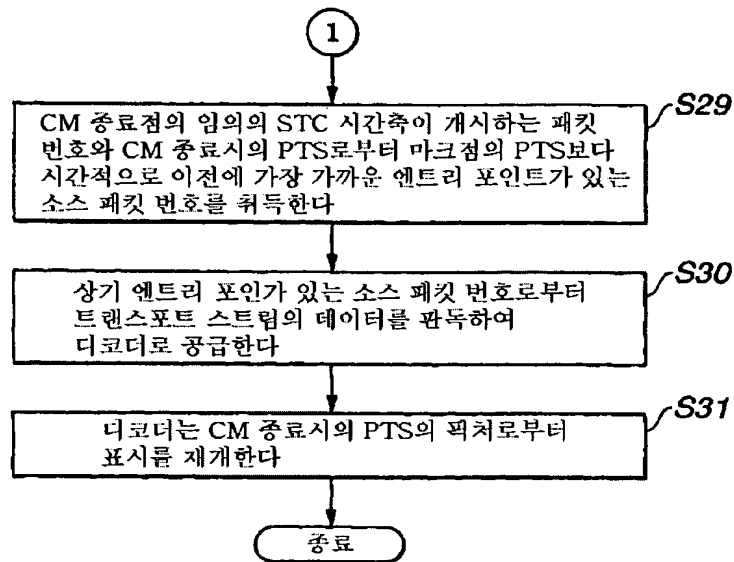 1
S29
CM 종료점의 임의의 STC 시간축이 개시하는 패킷
번호와 CM 종료시의 PTS로부터 마크점의 PTS보다
시간적으로 이전에 가장 가까운 엔트리 포인트가 있는
소스 패킷 번호를 취득한다
S30
상기 엔트리 포인가 있는 소스 패킷 번호로부터
트랜스포트 스트림의 데이터를 판독하여
디코더로 공급한다
S31
디코더는 CM 종료시의 PTS의 픽처로부터
표시를 재개한다
종료